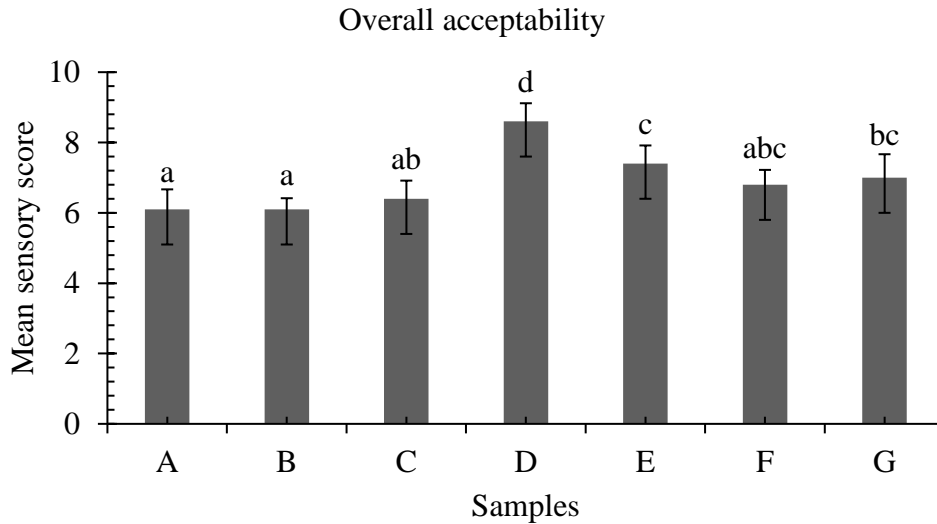 Overall acceptability
Mean sensory score
10
8
6
4
2
0
a
a
ab
d
c
abc
bc
A B C D E F G
Samples